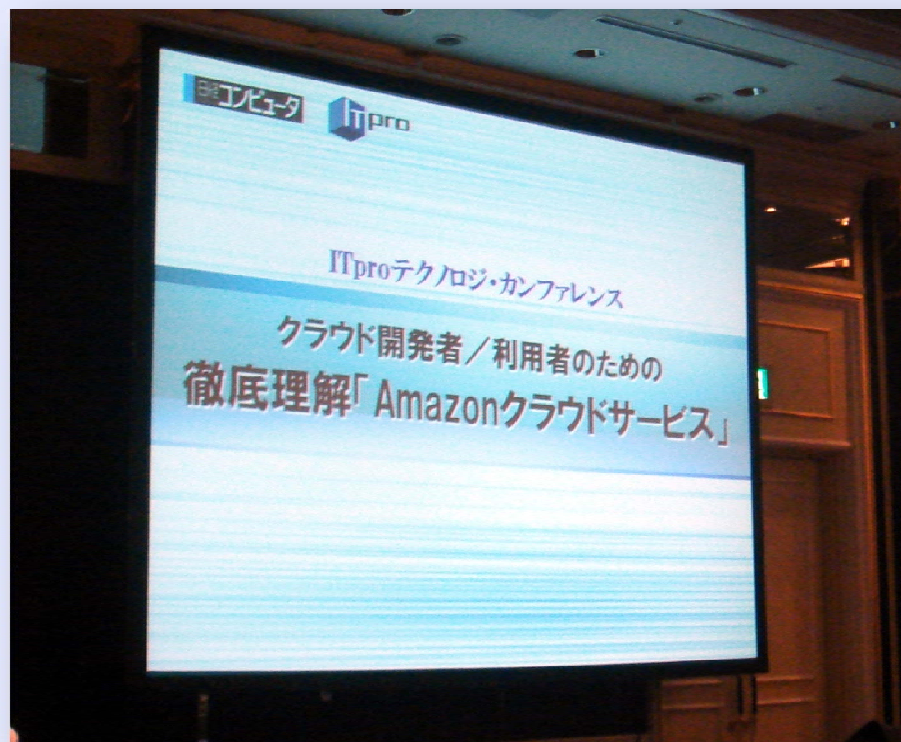 日経コンピュータ
ITpro
ITproテクノロジ・カンファレンス
クラウド開発者／利用者のための
徹底理解「Amazonクラウドサービス」